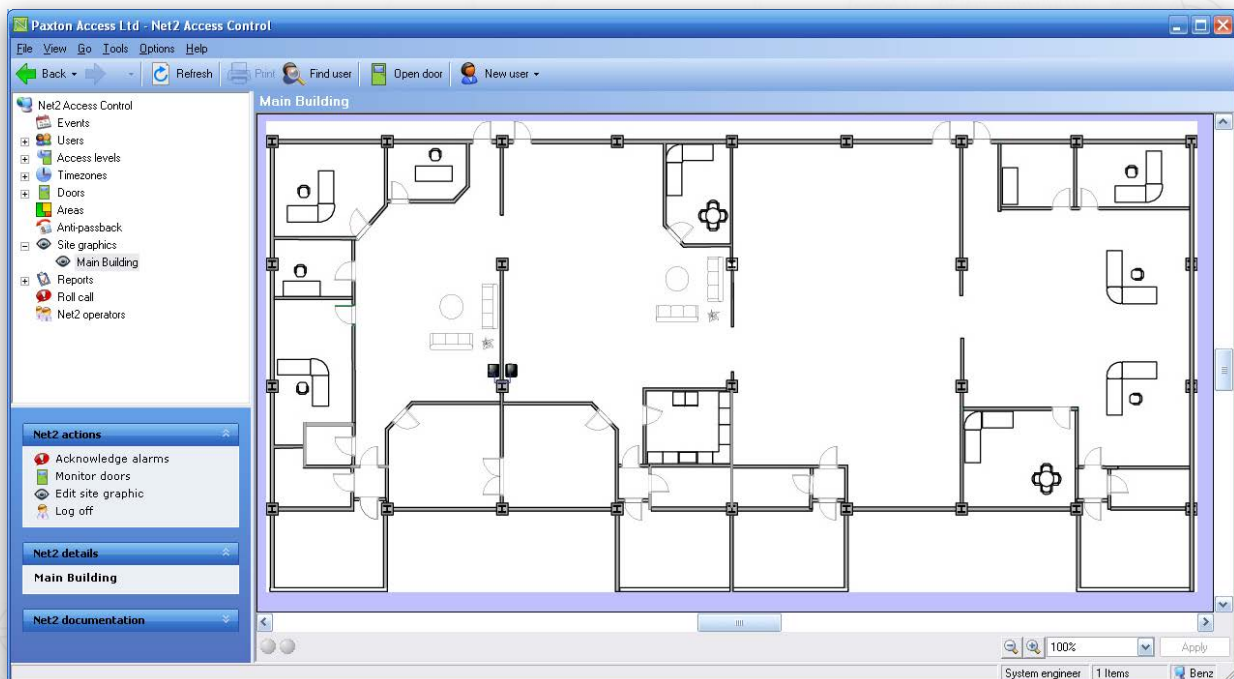 Paxton Access Ltd - Net2 Access Control
File View Go Tools Options Help
Back Refresh Print Find user Open door New user
Net2 Access Control
Events
Users
Access levels
Timezones
Doors
Areas
Anti-passback
Site graphics
Main Building
Reports
Roll call
Net2 operators
Net2 actions
Acknowledge alarms
Monitor doors
Edit site graphic
Log off
Net2 details
Main Building
Net2 documentation
Main Building
100% Apply
System engineer 1 Items Benz